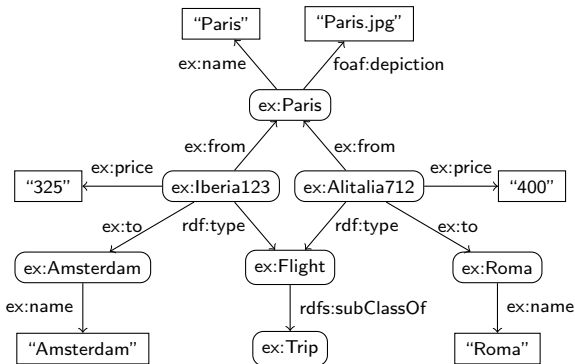 “Paris” “Paris.jpg”
ex:name foaf:depiction
ex:Paris
ex:from ex:from
ex:price ex:price
“325” ex:Iberia123 ex:Alitalia712 “400”
ex:to rdf:type rdf:type ex:to
ex:Amsterdam ex:Flight ex:Roma
ex:name rdfs:subClassOf ex:name
“Amsterdam” ex:Trip “Roma”